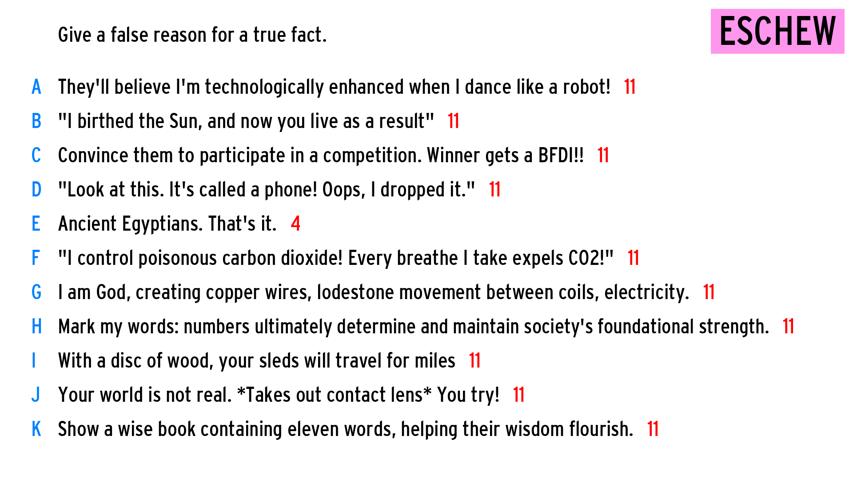 Give a false reason for a true fact.
ESCHEW
A They'll believe I'm technologically enhanced when I dance like a robot! 11
B "I birthed the Sun, and now you live as a result" 11
C Convince them to participate in a competition. Winner gets a BFDI!! 11
D "Look at this. It's called a phone! Oops, I dropped it." 11
E Ancient Egyptians. That's it. 4
F "I control poisonous carbon dioxide! Every breathe I take expels CO2!" 11
G I am God, creating copper wires, lodestone movement between coils, electricity. 11
H Mark my words: numbers ultimately determine and maintain society's foundational strength. 11
I With a disc of wood, your sleds will travel for miles 11
J Your world is not real. *Takes out contact lens* You try! 11
K Show a wise book containing eleven words, helping their wisdom flourish. 11